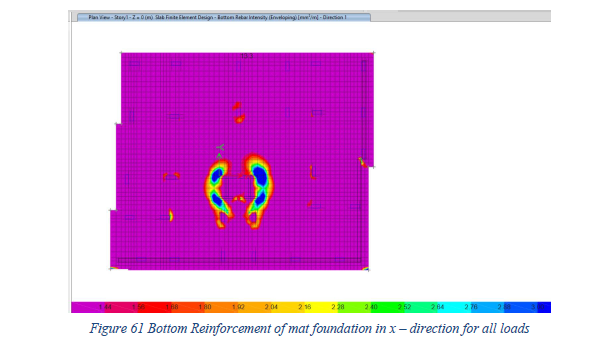 Plan View - Story1 - Z = 0 (m) Slab Finite Element Design - Bottom Rebar Intensity (Enveloping) [mm²/m] - Direction 1
1.44 1.56 1.68 1.80 1.92 2.04 2.16 2.28 2.40 2.52 2.64 2.76
Figure 61 Bottom Reinforcement of mat foundation in x – direction for all loads